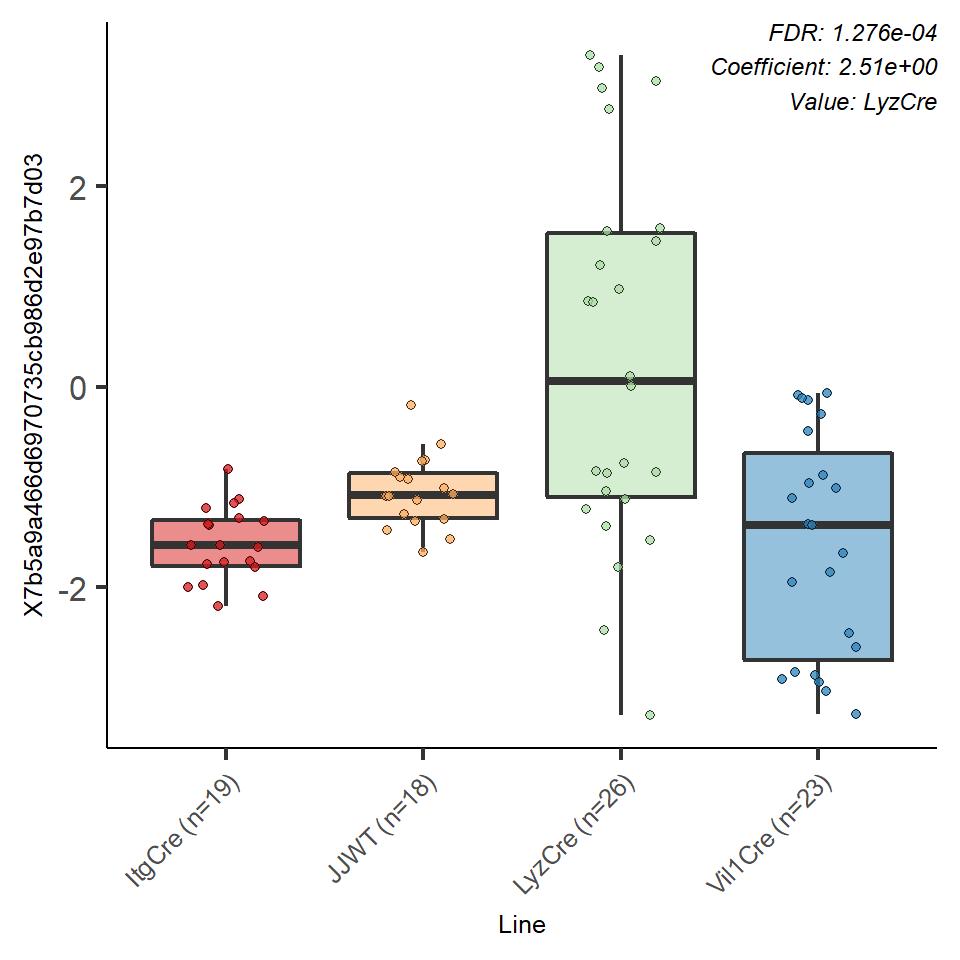 FDR: 1.276e-04
Coefficient: 2.51e+00
Value: LyzCre
X7b5a9a466d6970735cb986d2e97b7d03
2
0
-2
ItgCre (n=19)
JJWT (n=18)
LyzCre (n=26)
Vil1Cre (n=23)
Line